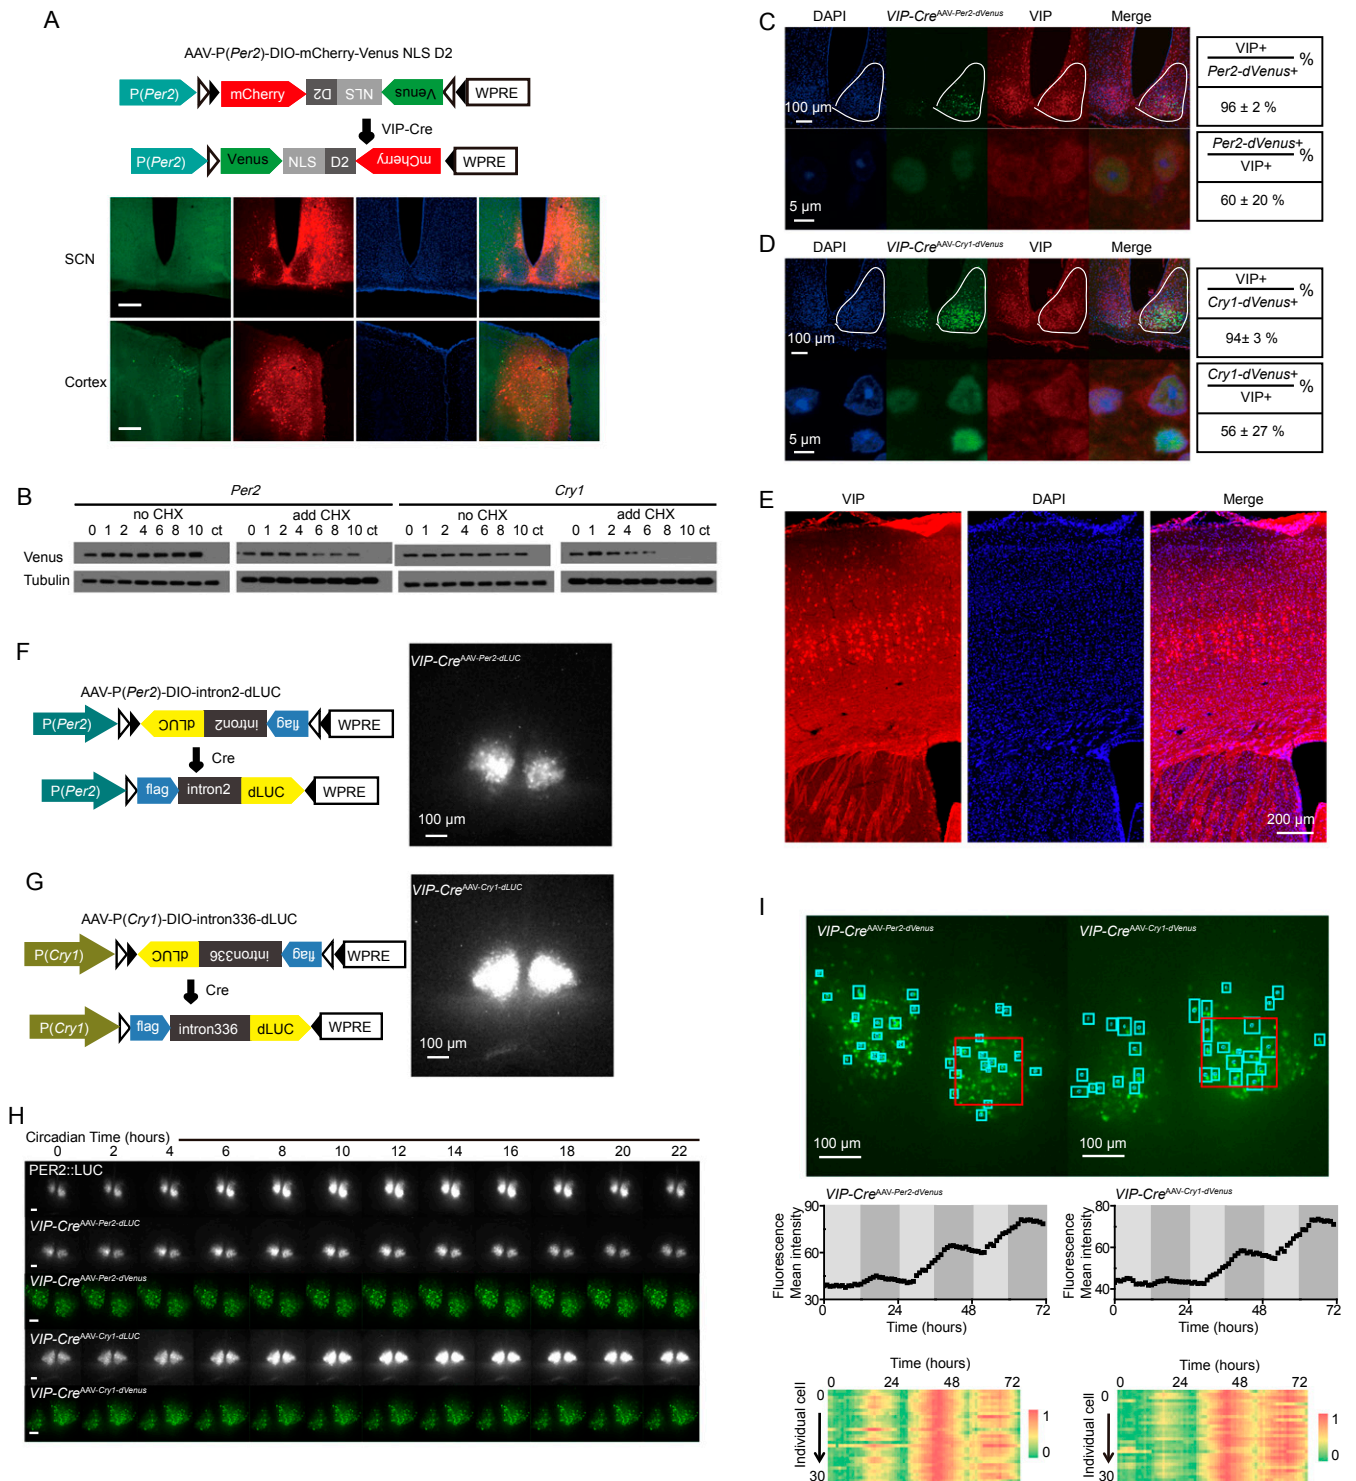 A
AAV-P(Per2)-DIO-mCherry-Venus NLS D2
P(Per2) mCherry D2 NLS Venus WPRE
VIP-Cre
P(Per2) Venus NLS D2 mCherry WPRE
SCN
Cortex
B
Per2 Cry1
no CHX add CHX no CHX add CHX
0 1 2 4 6 8 10 ct 0 1 2 4 6 8 10 ct 0 1 2 4 6 8 10 ct 0 1 2 4 6 8 10 ct
Venus
Tubulin
C
DAPI VIP-CreAAV-Per2-dVenus VIP Merge
100 µm
5 µm
VIP+
Per2-dVenus+ %
96 ± 2 %
Per2-dVenus+
VIP+ %
60 ± 20 %
D
DAPI VIP-CreAAV-Cry1-dVenus VIP Merge
100 µm
5 µm
VIP+
Cry1-dVenus+ %
94± 3 %
Cry1-dVenus+
VIP+ %
56 ± 27 %
E
VIP DAPI Merge
200 µm
F
AAV-P(Per2)-DIO-intron2-dLUC
P(Per2) dLUC intron2 flag WPRE
Cre
P(Per2) flag intron2 dLUC WPRE
VIP-CreAAV-Per2-dLUC
100 µm
G
AAV-P(Cry1)-DIO-intron336-dLUC
P(Cry1) dLUC intron336 flag WPRE
Cre
P(Cry1) flag intron336 dLUC WPRE
VIP-CreAAV-Cry1-dLUC
100 µm
H
Circadian Time (hours)
0 2 4 6 8 10 12 14 16 18 20 22
PER2::LUC
VIP-CreAAV-Per2-dLUC
VIP-CreAAV-Per2-dVenus
VIP-CreAAV-Cry1-dLUC
VIP-CreAAV-Cry1-dVenus
I
VIP-CreAAV-Per2-dVenus VIP-CreAAV-Cry1-dVenus
100 µm 100 µm
VIP-CreAAV-Per2-dVenus
Fluorescence
Mean intensity
90
60
30
0 24 48 72
Time (hours)
VIP-CreAAV-Cry1-dVenus
Fluorescence
Mean intensity
80
60
40
0 24 48 72
Time (hours)
Time (hours)
0 24 48 72
Individual cell
0
30
1
0
Time (hours)
0 24 48 72
Individual cell
0
30
1
0